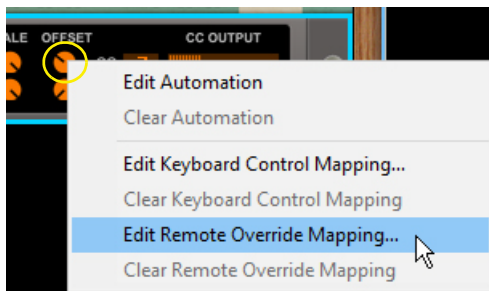 ALE OFFSET CC OUTPUT
Edit Automation
Clear Automation
Edit Keyboard Control Mapping...
Clear Keyboard Control Mapping
Edit Remote Override Mapping...
Clear Remote Override Mapping